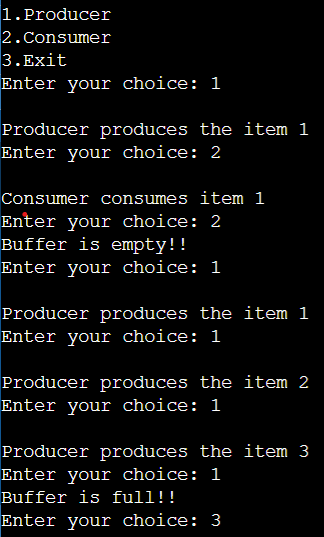 1.Producer
2.Consumer
3.Exit
Enter your choice: 1
Producer produces the item 1
Enter your choice: 2
Consumer consumes item 1
Enter your choice: 2
Buffer is empty!!
Enter your choice: 1
Producer produces the item 1
Enter your choice: 1
Producer produces the item 2
Enter your choice: 1
Producer produces the item 3
Enter your choice: 1
Buffer is full!!
Enter your choice: 3